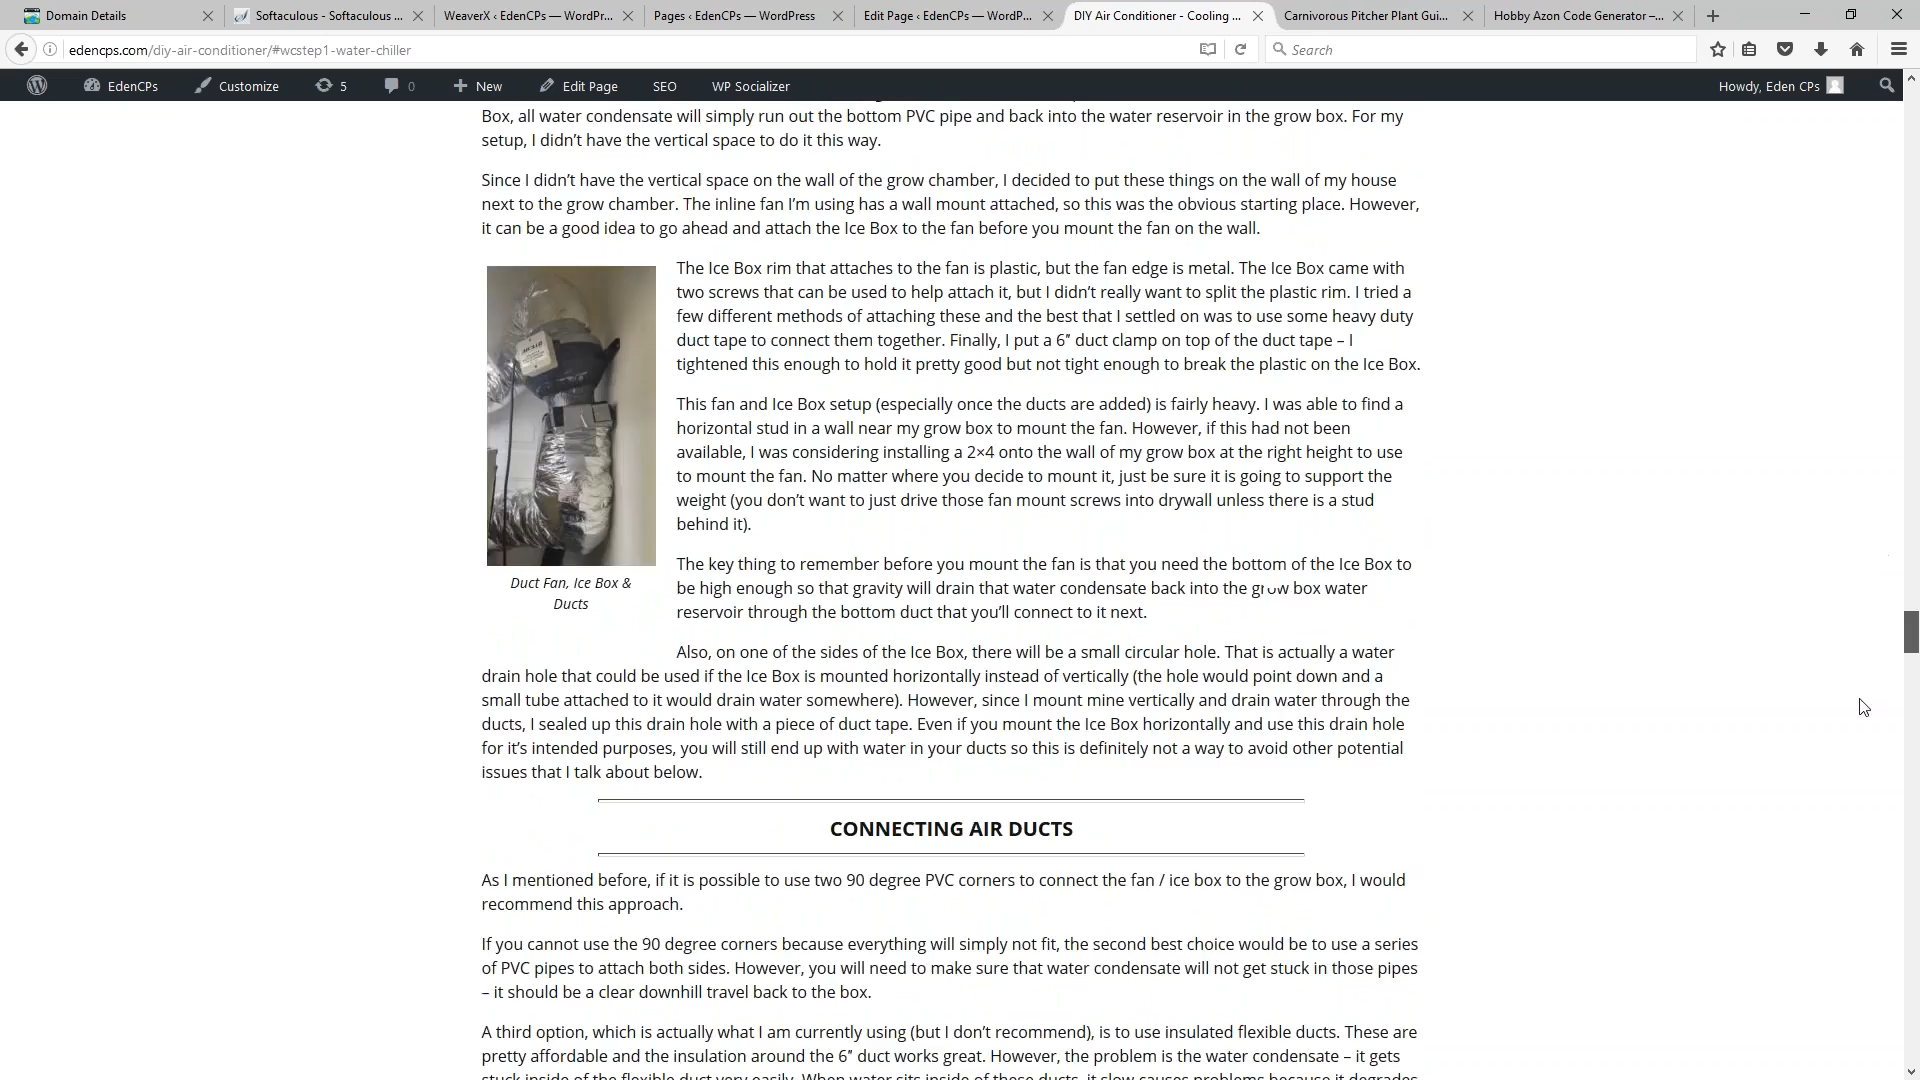 Domain Details
Softaculous - Softaculous ...
WeaverX ‹ EdenCPs — WordPr...
Pages ‹ EdenCPs — WordPress
Edit Page ‹ EdenCPs — WordP...
DIY Air Conditioner - Cooling ...
Carnivorous Pitcher Plant Gui...
Hobby Azon Code Generator –...
edencps.com/diy-air-conditioner/#wcstep1-water-chiller
Search
EdenCPs
Customize
5
0
New
Edit Page
SEO
WP Socializer
Howdy, Eden CPs
Box, all water condensate will simply run out the bottom PVC pipe and back into the water reservoir in the grow box. For my
setup, I didn’t have the vertical space to do it this way.
Since I didn’t have the vertical space on the wall of the grow chamber, I decided to put these things on the wall of my house
next to the grow chamber. The inline fan I’m using has a wall mount attached, so this was the obvious starting place. However,
it can be a good idea to go ahead and attach the Ice Box to the fan before you mount the fan on the wall.
The Ice Box rim that attaches to the fan is plastic, but the fan edge is metal. The Ice Box came with
two screws that can be used to help attach it, but I didn’t really want to split the plastic rim. I tried a
few different methods of attaching these and the best that I settled on was to use some heavy duty
duct tape to connect them together. Finally, I put a 6″ duct clamp on top of the duct tape – I
tightened this enough to hold it pretty good but not tight enough to break the plastic on the Ice Box.
This fan and Ice Box setup (especially once the ducts are added) is fairly heavy. I was able to find a
horizontal stud in a wall near my grow box to mount the fan. However, if this had not been
available, I was considering installing a 2×4 onto the wall of my grow box at the right height to use
to mount the fan. No matter where you decide to mount it, just be sure it is going to support the
weight (you don’t want to just drive those fan mount screws into drywall unless there is a stud
behind it).
Duct Fan, Ice Box &
Ducts
The key thing to remember before you mount the fan is that you need the bottom of the Ice Box to
be high enough so that gravity will drain that water condensate back into the grow box water
reservoir through the bottom duct that you’ll connect to it next.
Also, on one of the sides of the Ice Box, there will be a small circular hole. That is actually a water
drain hole that could be used if the Ice Box is mounted horizontally instead of vertically (the hole would point down and a
small tube attached to it would drain water somewhere). However, since I mount mine vertically and drain water through the
ducts, I sealed up this drain hole with a piece of duct tape. Even if you mount the Ice Box horizontally and use this drain hole
for it’s intended purposes, you will still end up with water in your ducts so this is definitely not a way to avoid other potential
issues that I talk about below.
CONNECTING AIR DUCTS
As I mentioned before, if it is possible to use two 90 degree PVC corners to connect the fan / ice box to the grow box, I would
recommend this approach.
If you cannot use the 90 degree corners because everything will simply not fit, the second best choice would be to use a series
of PVC pipes to attach both sides. However, you will need to make sure that water condensate will not get stuck in those pipes
– it should be a clear downhill travel back to the box.
A third option, which is actually what I am currently using (but I don’t recommend), is to use insulated flexible ducts. These are
pretty affordable and the insulation around the 6″ duct works great. However, the problem is the water condensate – it gets
stuck inside of the flexible duct very easily. When water sits inside of these ducts, it slow causes problems because it degrades